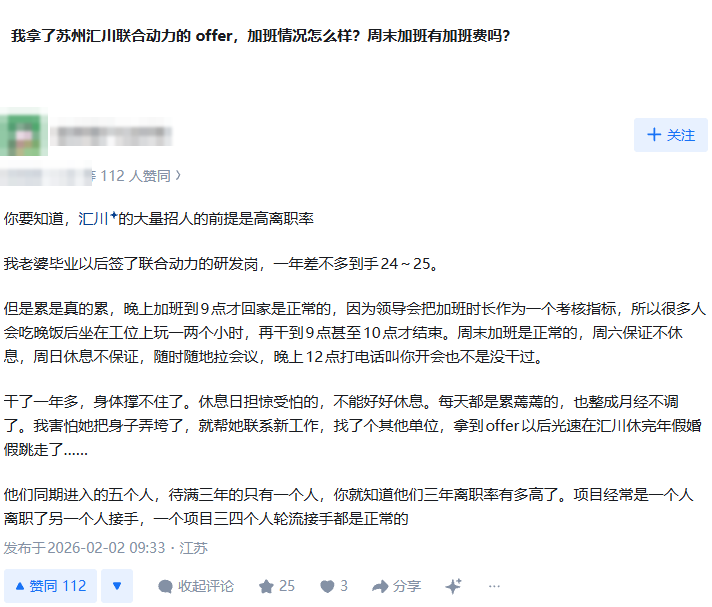 我拿了苏州汇川联合动力的 offer，加班情况怎么样？周末加班有加班费吗？
+ 关注
等 112 人赞同 ›
你要知道，汇川的大量招人的前提是高离职率
我老婆毕业以后签了联合动力的研发岗，一年差不多到手24～25。
但是累是真的累，晚上加班到9点才回家是正常的，因为领导会把加班时长作为一个考核指标，所以很多人
会吃晚饭后坐在工位上玩一两个小时，再干到9点甚至10点才结束。周末加班是正常的，周六保证不休
息，周日休息不保证，随时随地拉会议，晚上12点打电话叫你开会也不是没干过。
干了一年多，身体撑不住了。休息日担惊受怕的，不能好好休息。每天都是累蔫蔫的，也整成月经不调
了。我害怕她把身子弄垮了，就帮她联系新工作，找了个其他单位，拿到offer以后光速在汇川休完年假婚
假跳走了……
他们同期进入的五个人，待满三年的只有一个人，你就知道他们三年离职率有多高了。项目经常是一个人
离职了另一个人接手，一个项目三四个人轮流接手都是正常的
发布于2026-02-02 09:33 · 江苏
▲ 赞同 112 ▼ 收起评论 25 3 分享 ···